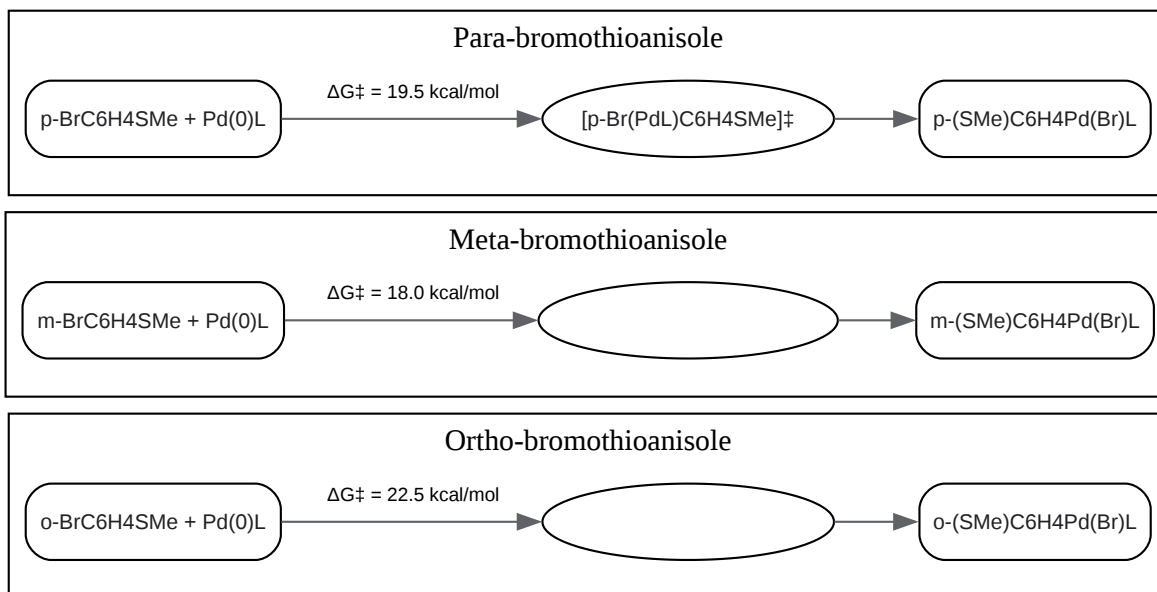 Para-bromothioanisole
p-BrC6H4SMe + Pd(0)L
ΔG‡ = 19.5 kcal/mol
[p-Br(PdL)C6H4SMe]‡
p-(SMe)C6H4Pd(Br)L
Meta-bromothioanisole
m-BrC6H4SMe + Pd(0)L
ΔG‡ = 18.0 kcal/mol
m-(SMe)C6H4Pd(Br)L
Ortho-bromothioanisole
o-BrC6H4SMe + Pd(0)L
ΔG‡ = 22.5 kcal/mol
o-(SMe)C6H4Pd(Br)L